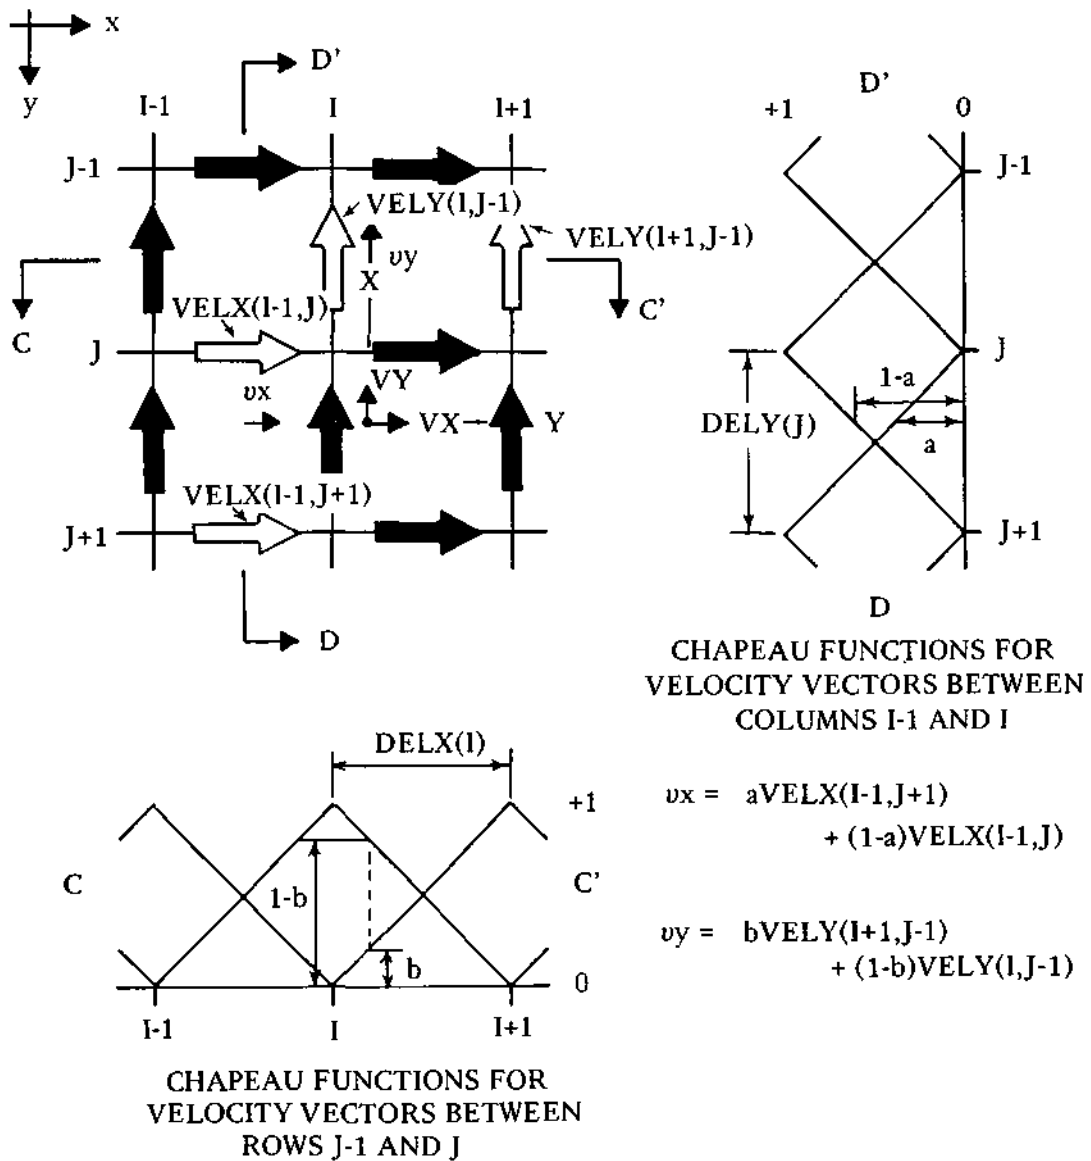 x
y
D'
I-1
I
I+1
J-1
VELY(I,J-1)
VELY(I+1,J-1)
υy
X
C
C'
VELX(I-1,J)
J
VY
υx
VX
Y
VELX(I-1,J+1)
J+1
D
D'
+1
0
J-1
J
1-a
DELY(J)
a
J+1
D
CHAPEAU FUNCTIONS FOR
VELOCITY VECTORS BETWEEN
COLUMNS I-1 AND I
DELX(I)
+1
C
C'
1-b
b
0
I-1
I
I+1
CHAPEAU FUNCTIONS FOR
VELOCITY VECTORS BETWEEN
ROWS J-1 AND J
υx = aVELX(I-1,J+1)
+ (1-a)VELX(I-1,J)
υy = bVELY(I+1,J-1)
+ (1-b)VELY(I,J-1)